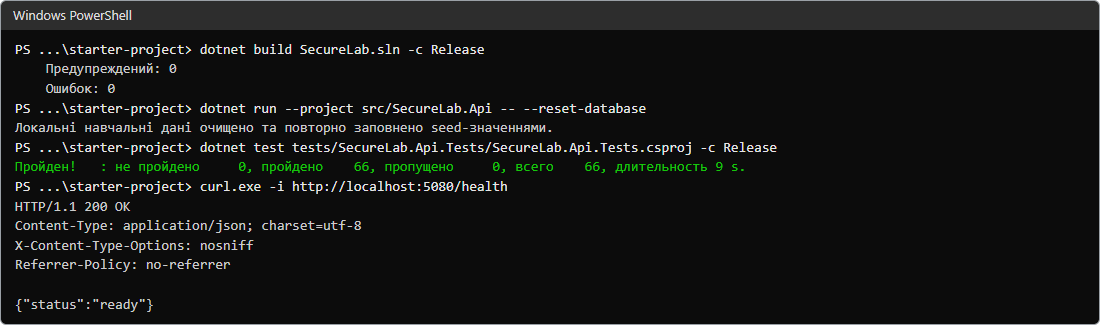 Windows PowerShell
PS ...\starter-project> dotnet build SecureLab.sln -c Release
    Предупреждений: 0
    Ошибок: 0
PS ...\starter-project> dotnet run --project src/SecureLab.Api -- --reset-database
Локальні навчальні дані очищено та повторно заповнено seed-значеннями.
PS ...\starter-project> dotnet test tests/SecureLab.Api.Tests/SecureLab.Api.Tests.csproj -c Release
Пройден!   : не пройдено     0, пройдено    66, пропущено     0, всего    66, длительность 9 s.
PS ...\starter-project> curl.exe -i http://localhost:5080/health
HTTP/1.1 200 OK
Content-Type: application/json; charset=utf-8
X-Content-Type-Options: nosniff
Referrer-Policy: no-referrer
{"status":"ready"}